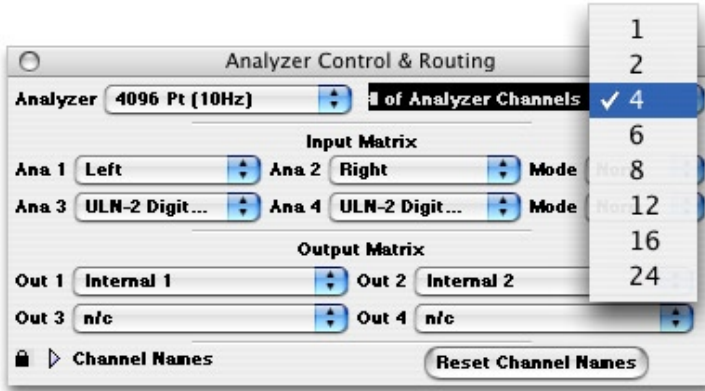 Analyzer Control & Routing
Analyzer 4096 Pt (10Hz) of Analyzer Channels
1
2
✓ 4
6
8
12
16
24
Input Matrix
Ana 1 Left Ana 2 Right Mode
Ana 3 ULN-2 Digit... Ana 4 ULN-2 Digit... Mode
Output Matrix
Out 1 Internal 1 Out 2 Internal 2
Out 3 n/c Out 4 n/c
Channel Names Reset Channel Names